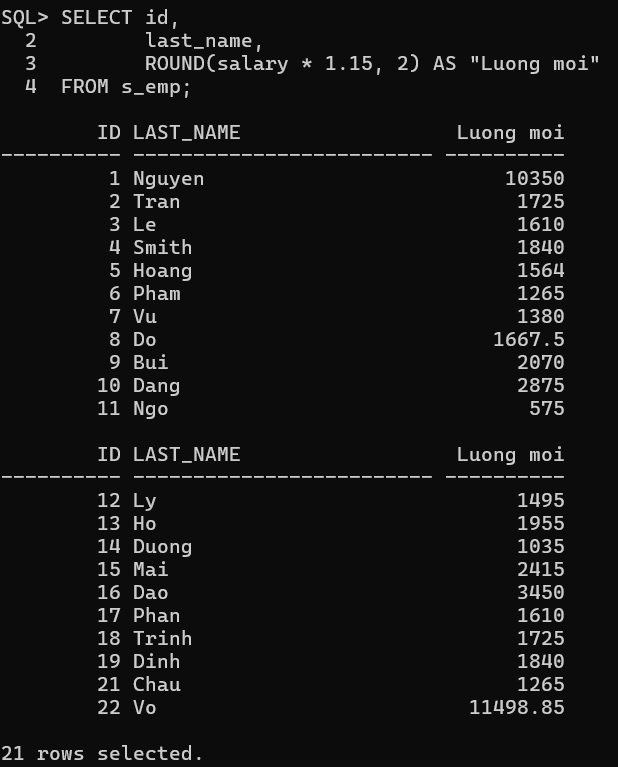 SQL> SELECT id,
  2         last_name,
  3         ROUND(salary * 1.15, 2) AS "Luong moi"
  4  FROM s_emp;

        ID LAST_NAME                  Luong moi
---------- ------------------------- ----------
         1 Nguyen                         10350
         2 Tran                            1725
         3 Le                              1610
         4 Smith                           1840
         5 Hoang                           1564
         6 Pham                            1265
         7 Vu                              1380
         8 Do                            1667.5
         9 Bui                             2070
        10 Dang                            2875
        11 Ngo                              575

        ID LAST_NAME                  Luong moi
---------- ------------------------- ----------
        12 Ly                              1495
        13 Ho                              1955
        14 Duong                           1035
        15 Mai                             2415
        16 Dao                             3450
        17 Phan                            1610
        18 Trinh                           1725
        19 Dinh                            1840
        21 Chau                            1265
        22 Vo                          11498.85

21 rows selected.